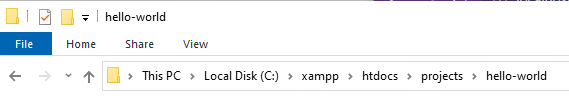 hello-world
File Home Share View
This PC > Local Disk (C:) > xampp > htdocs > projects > hello-world